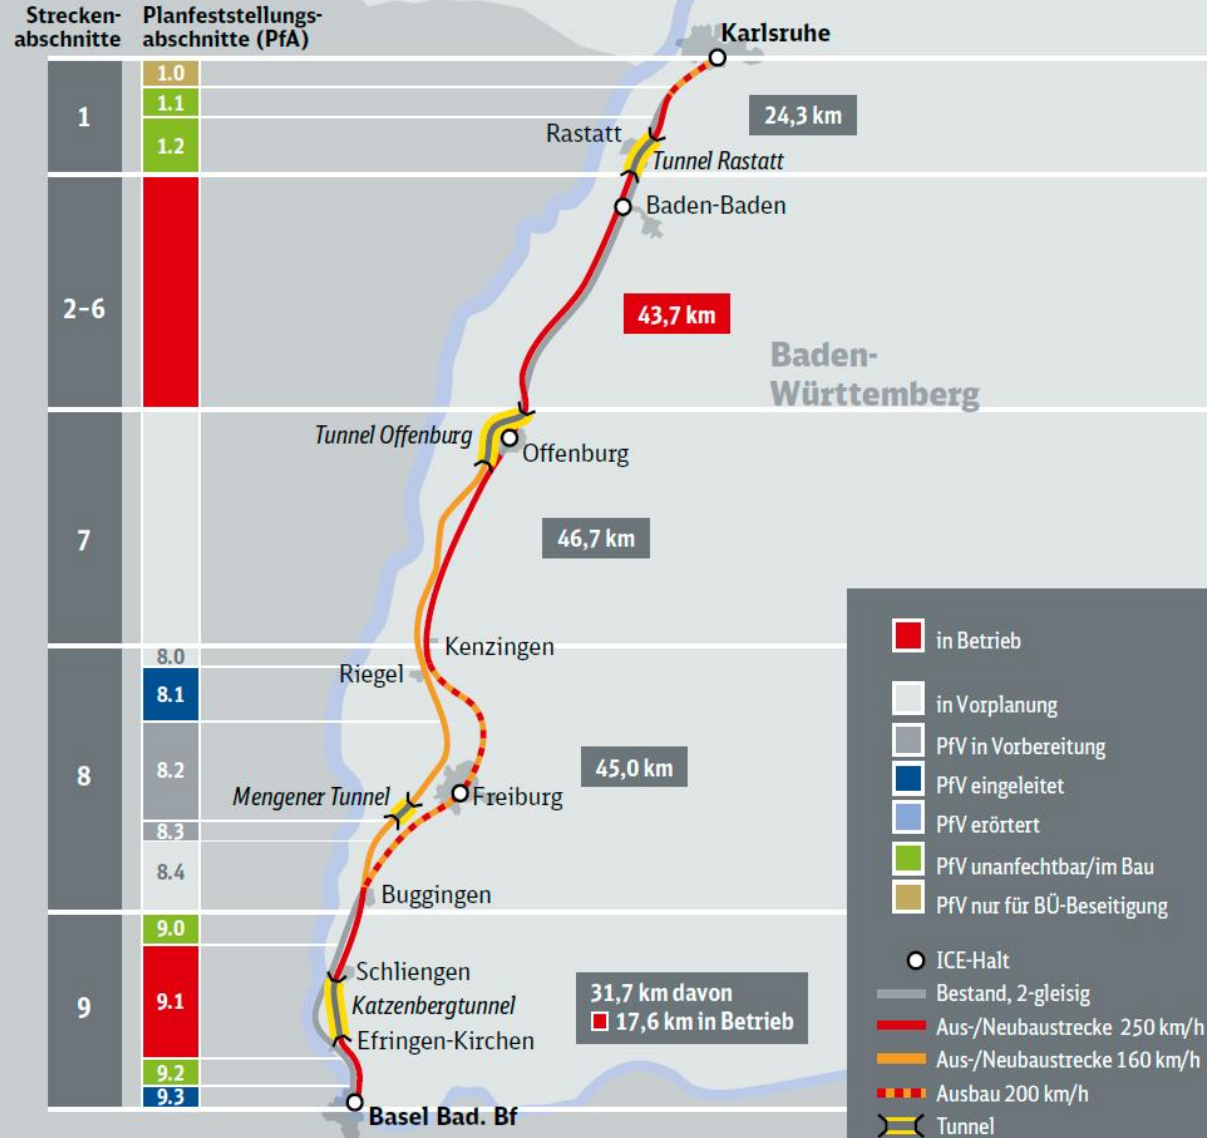 Strecken-
abschnitte
Planfeststellungs-
abschnitte (PfA)
Karlsruhe
1
1.0
1.1
1.2
24,3 km
Rastatt
Tunnel Rastatt
Baden-Baden
2-6
43,7 km
Baden-
Württemberg
Tunnel Offenburg
Offenburg
7
46,7 km
Kenzingen
Riegel
8
8.0
8.1
8.2
8.3
8.4
45,0 km
Mengener Tunnel
Freiburg
Buggingen
9
9.0
9.1
9.2
9.3
Schliengen
Katzenbergtunnel
Efringen-Kirchen
31,7 km davon
17,6 km in Betrieb
Basel Bad. Bf
in Betrieb
in Vorplanung
PfV in Vorbereitung
PfV eingeleitet
PfV erörtert
PfV unanfechtbar/im Bau
PfV nur für BÜ-Beseitigung
ICE-Halt
Bestand, 2-gleisig
Aus-/Neubaustrecke 250 km/h
Aus-/Neubaustrecke 160 km/h
Ausbau 200 km/h
Tunnel